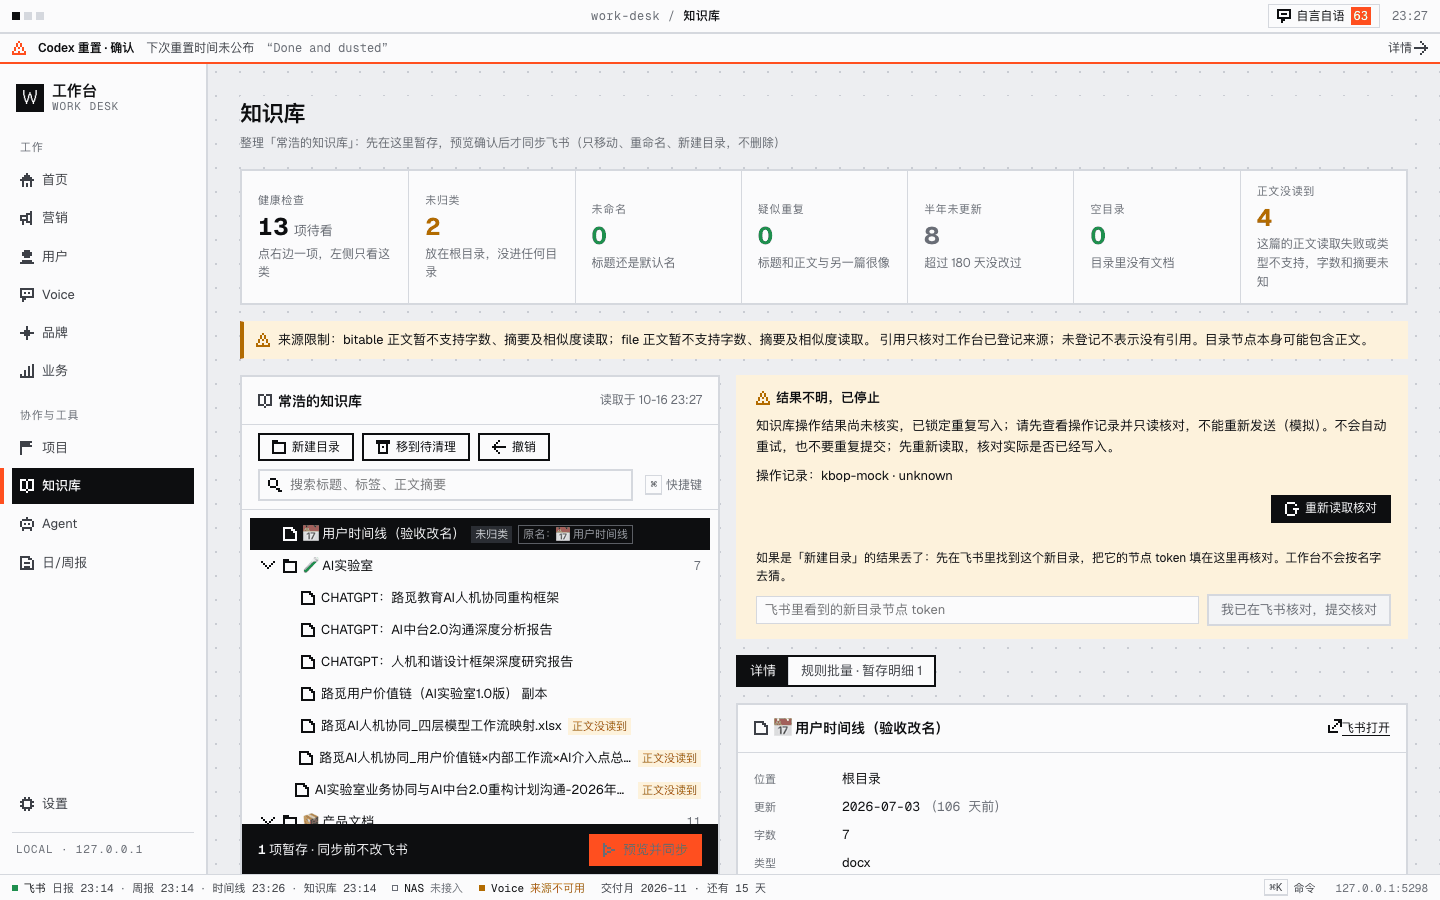 work-desk / 知识库
自言自语 63
23:27
Codex 重置 · 确认 下次重置时间未公布 “Done and dusted”
详情
W
工作台
WORK DESK
工作
首页
营销
用户
Voice
品牌
业务
协作与工具
项目
知识库
Agent
日/周报
设置
LOCAL · 127.0.0.1
知识库
整理「常浩的知识库」：先在这里暂存，预览确认后才同步飞书（只移动、重命名、新建目录，不删除）
健康检查
13 项待看
点右边一项，左侧只看这
类
未归类
2
放在根目录，没进任何目
录
未命名
0
标题还是默认名
疑似重复
0
标题和正文与另一篇很像
半年未更新
8
超过 180 天没改过
空目录
0
目录里没有文档
正文没读到
4
这篇的正文读取失败或类
型不支持，字数和摘要未
知
来源限制：bitable 正文暂不支持字数、摘要及相似度读取；file 正文暂不支持字数、摘要及相似度读取。 引用只核对工作台已登记来源；未登记不表示没有引用。目录节点本身可能包含正文。
常浩的知识库
读取于 10-16 23:27
新建目录
移到待清理
撤销
搜索标题、标签、正文摘要
⌘ 快捷键
用户时间线（验收改名） 未归类 原名：📅 用户时间线
AI实验室 7
CHATGPT：路觅教育AI人机协同重构框架
CHATGPT：AI中台2.0沟通深度分析报告
CHATGPT：人机和谐设计框架深度研究报告
路觅用户价值链（AI实验室1.0版） 副本
路觅AI人机协同_四层模型工作流映射.xlsx 正文没读到
路觅AI人机协同_用户价值链×内部工作流×AI介入点总… 正文没读到
AI实验室业务协同与AI中台2.0重构计划沟通-2026年… 正文没读到
产品文档 11
1 项暂存 · 同步前不改飞书
预览并同步
结果不明，已停止
知识库操作结果尚未核实，已锁定重复写入；请先查看操作记录并只读核对，不能重新发送（模拟）。不会自动
重试，也不要重复提交；先重新读取，核对实际是否已经写入。
操作记录：kbop-mock · unknown
重新读取核对
如果是「新建目录」的结果丢了：先在飞书里找到这个新目录，把它的节点 token 填在这里再核对。工作台不会按名字
去猜。
飞书里看到的新目录节点 token
我已在飞书核对，提交核对
详情
规则批量 · 暂存明细 1
用户时间线（验收改名）
飞书打开
位置 根目录
更新 2026-07-03 （106 天前）
字数 7
类型 docx
飞书 日报 23:14 · 周报 23:14 · 时间线 23:26 · 知识库 23:14 NAS 未接入 Voice 来源不可用 交付月 2026-11 · 还有 15 天
⌘K 命令
127.0.0.1:5298